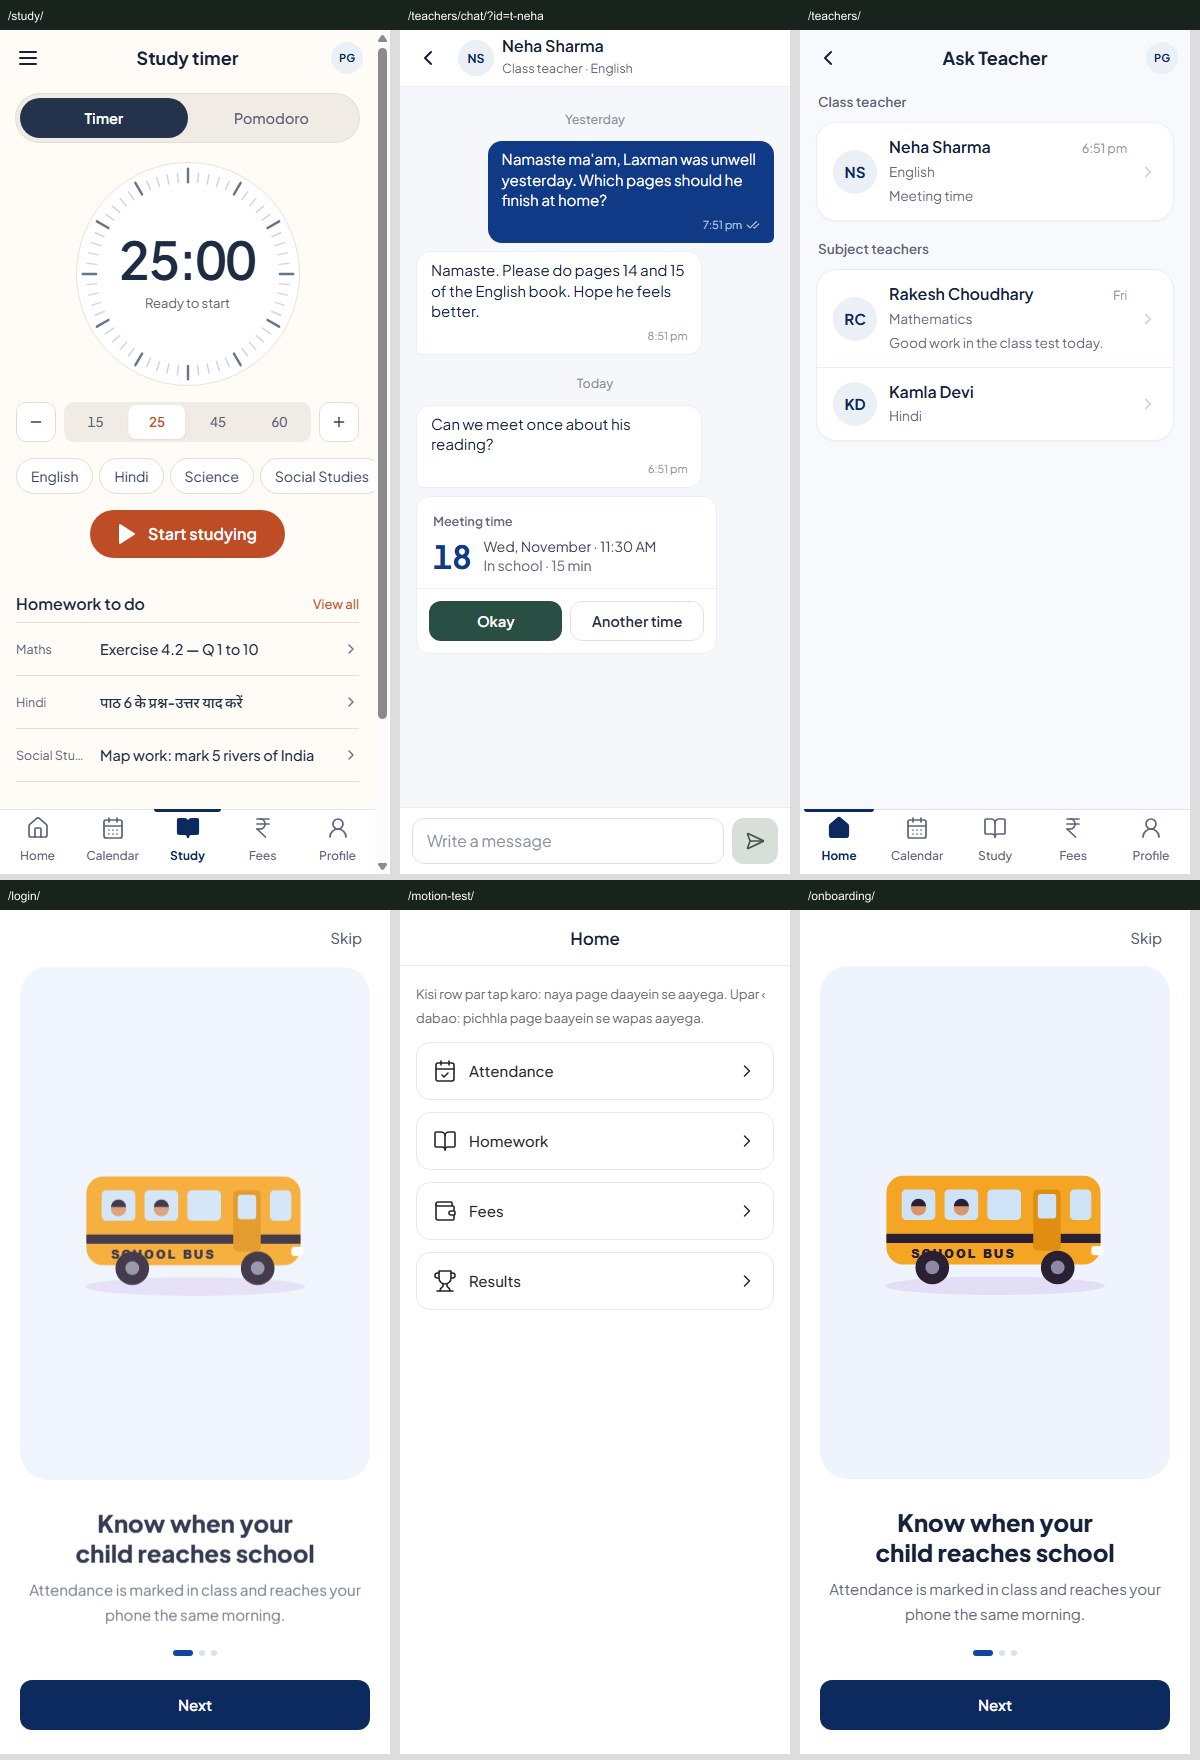 /study/
Study timer
PG
Timer
Pomodoro
25:00
Ready to start
15
25
45
60
English
Hindi
Science
Social Studies
Start studying
Homework to do
View all
Maths
Exercise 4.2 — Q 1 to 10
Hindi
पाठ 6 के प्रश्न-उत्तर याद करें
Social Stu...
Map work: mark 5 rivers of India
Home
Calendar
Study
Fees
Profile
/teachers/chat/?id=t-neha
NS
Neha Sharma
Class teacher · English
Yesterday
Namaste ma'am, Laxman was unwell
yesterday. Which pages should he
finish at home?
7:51 pm
Namaste. Please do pages 14 and 15
of the English book. Hope he feels
better.
8:51 pm
Today
Can we meet once about his
reading?
6:51 pm
Meeting time
18
Wed, November · 11:30 AM
In school · 15 min
Okay
Another time
Write a message
/teachers/
Ask Teacher
PG
Class teacher
NS
Neha Sharma
6:51 pm
English
Meeting time
Subject teachers
RC
Rakesh Choudhary
Fri
Mathematics
Good work in the class test today.
KD
Kamla Devi
Hindi
Home
Calendar
Study
Fees
Profile
/login/
Skip
SCHOOL BUS
Know when your
child reaches school
Attendance is marked in class and reaches your
phone the same morning.
Next
/motion-test/
Home
Kisi row par tap karo: naya page daayein se aayega. Upar ‹
dabao: pichhla page baayein se wapas aayega.
Attendance
Homework
Fees
Results
/onboarding/
Skip
SCHOOL BUS
Know when your
child reaches school
Attendance is marked in class and reaches your
phone the same morning.
Next